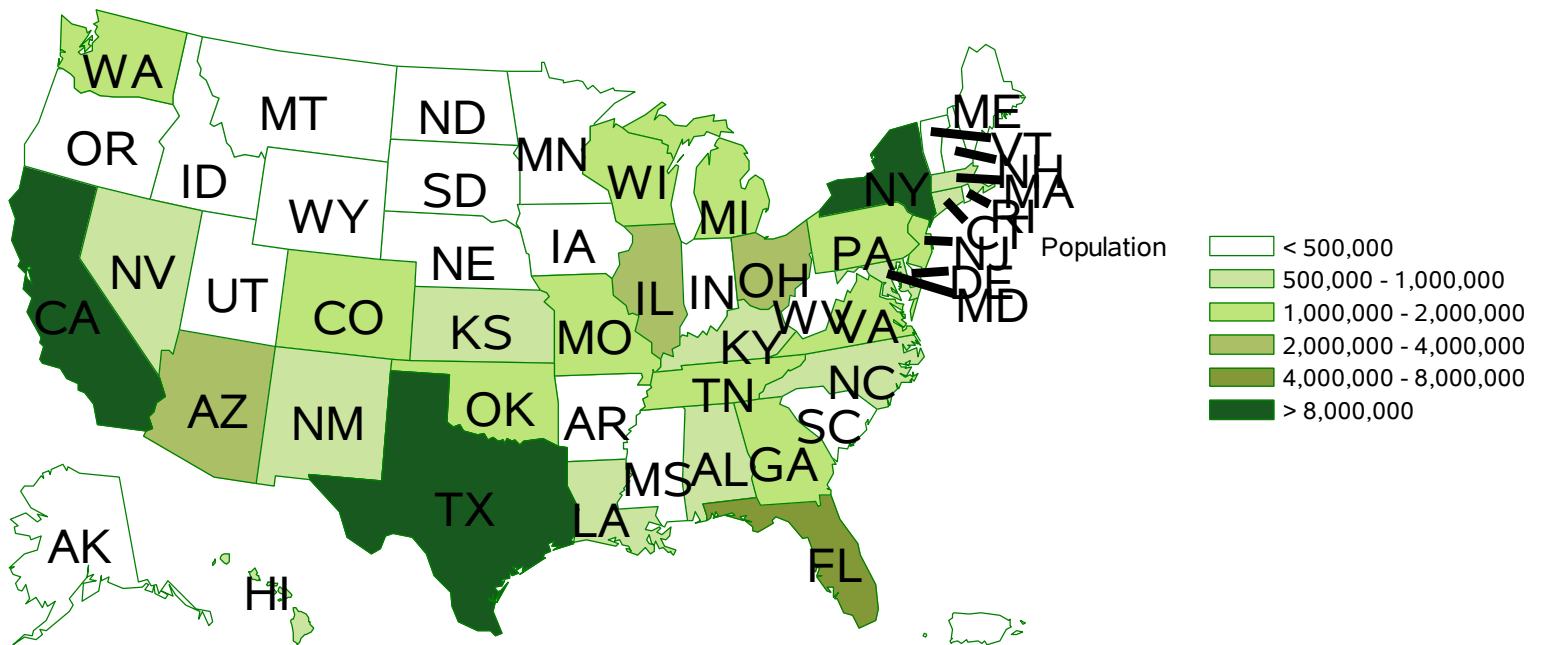 WA
MT
ND
ME
OR
MN
VT
NH
ID
SD
WI
NY
MA
WY
MI
RI
CT
IA
PA
NJ
Population
< 500,000
NE
NV
UT
OH
DE
500,000 - 1,000,000
IL
IN
MD
CA
CO
WV
VA
1,000,000 - 2,000,000
KS
MO
KY
2,000,000 - 4,000,000
NC
TN
4,000,000 - 8,000,000
AZ
NM
OK
AR
SC
> 8,000,000
MS
AL
GA
TX
LA
AK
FL
HI